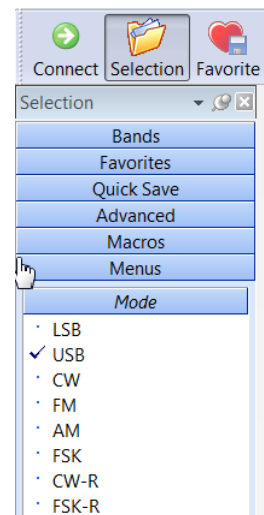 Connect Selection Favorite
Selection
Bands
Favorites
Quick Save
Advanced
Macros
Menus
Mode
LSB
USB
CW
FM
AM
FSK
CW-R
FSK-R